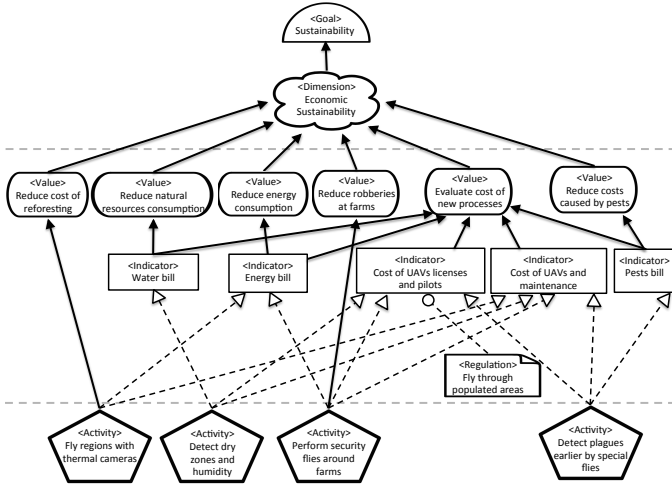 <Goal>
Sustainability
<Dimension>
Economic
Sustainability
<Value>
Reduce cost of
reforesting
<Value>
Reduce natural
resources consumption
<Value>
Reduce energy
consumption
<Value>
Reduce robberies
at farms
<Value>
Evaluate cost of
new processes
<Value>
Reduce costs
caused by pests
<Indicator>
Water bill
<Indicator>
Energy bill
<Indicator>
Cost of UAVs licenses
and pilots
<Indicator>
Cost of UAVs and
maintenance
<Indicator>
Pests bill
<Regulation>
Fly through
populated areas
<Activity>
Fly regions with
thermal cameras
<Activity>
Detect dry
zones and
humidity
<Activity>
Perform security
flies around
farms
<Activity>
Detect plagues
earlier by special
flies